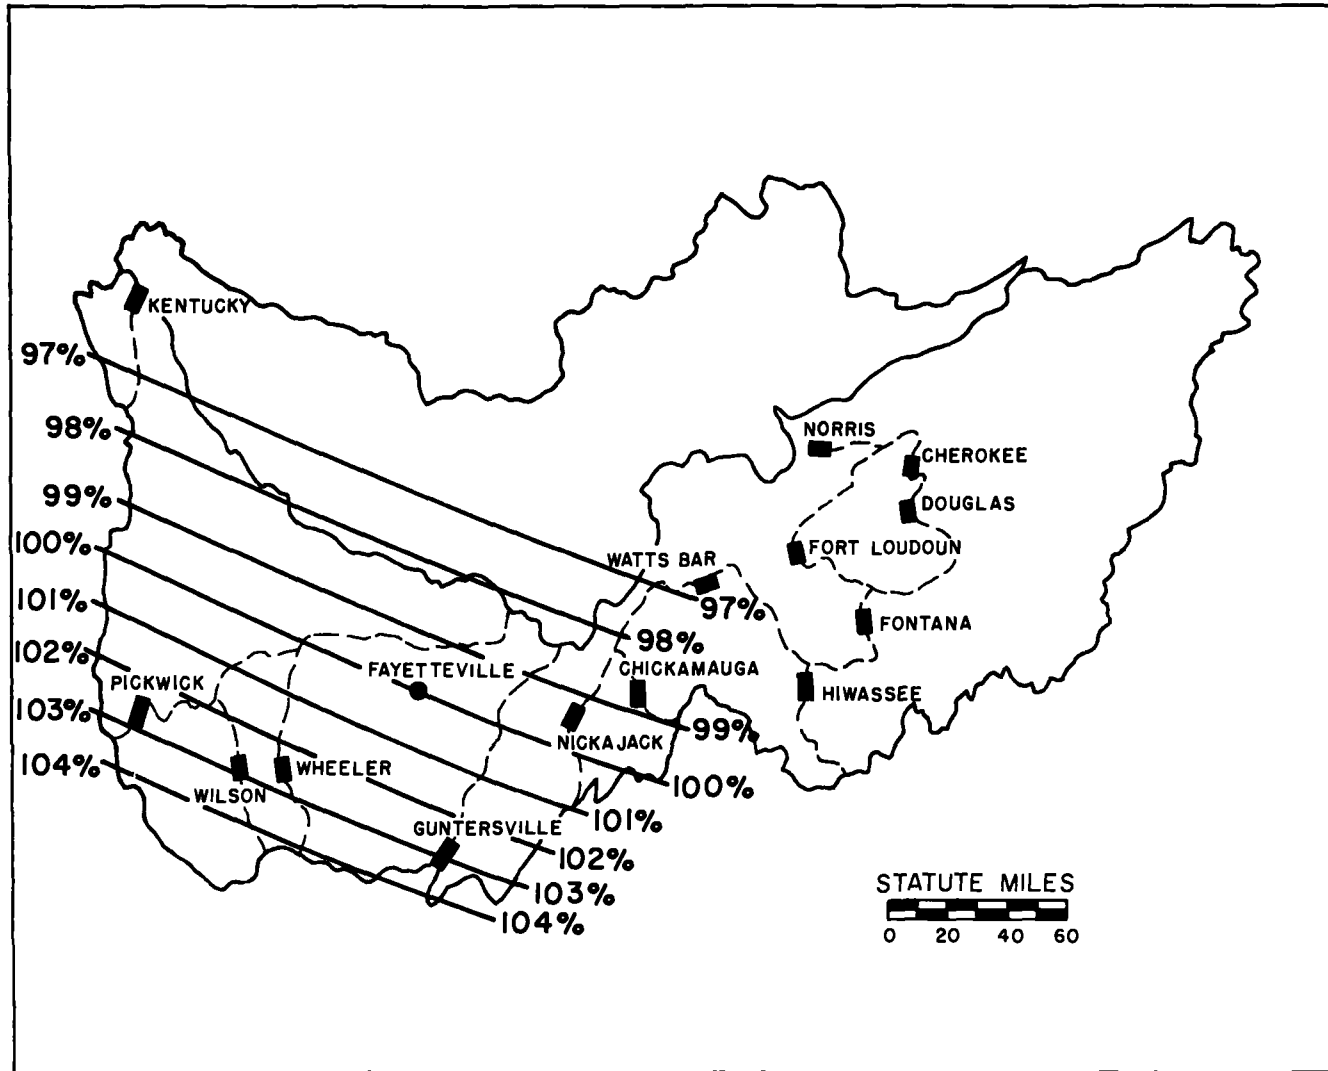 KENTUCKY
97%
98%
NORRIS
CHEROKEE
99%
DOUGLAS
100%
FORT LOUDOUN
WATTS BAR
101%
97%
FONTANA
98%
102%
FAYETTEVILLE
CHICKAMAUGA
PICKWICK
HIWASSEE
103%
99%
NICKAJACK
104%
WHEELER
100%
WILSON
101%
GUNTERSVILLE
102%
STATUTE MILES
103%
104%
0 20 40 60